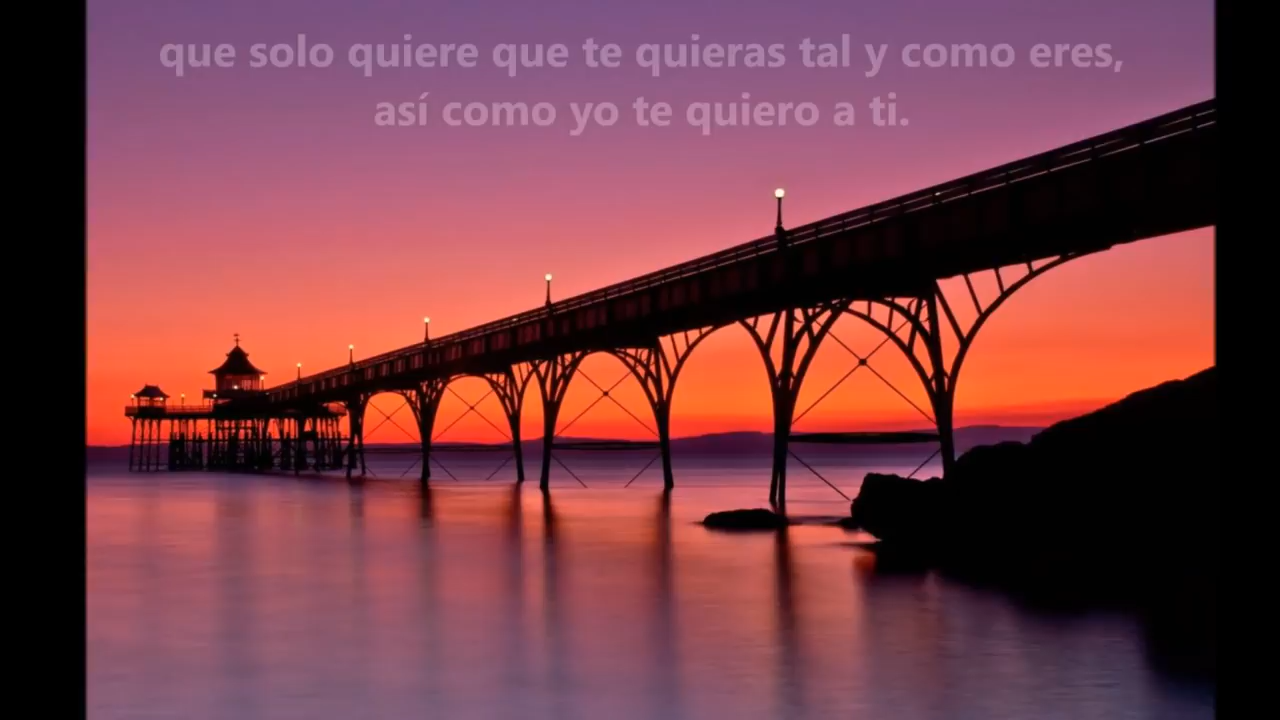 que solo quiere que te quieras tal y como eres,
así como yo te quiero a ti.